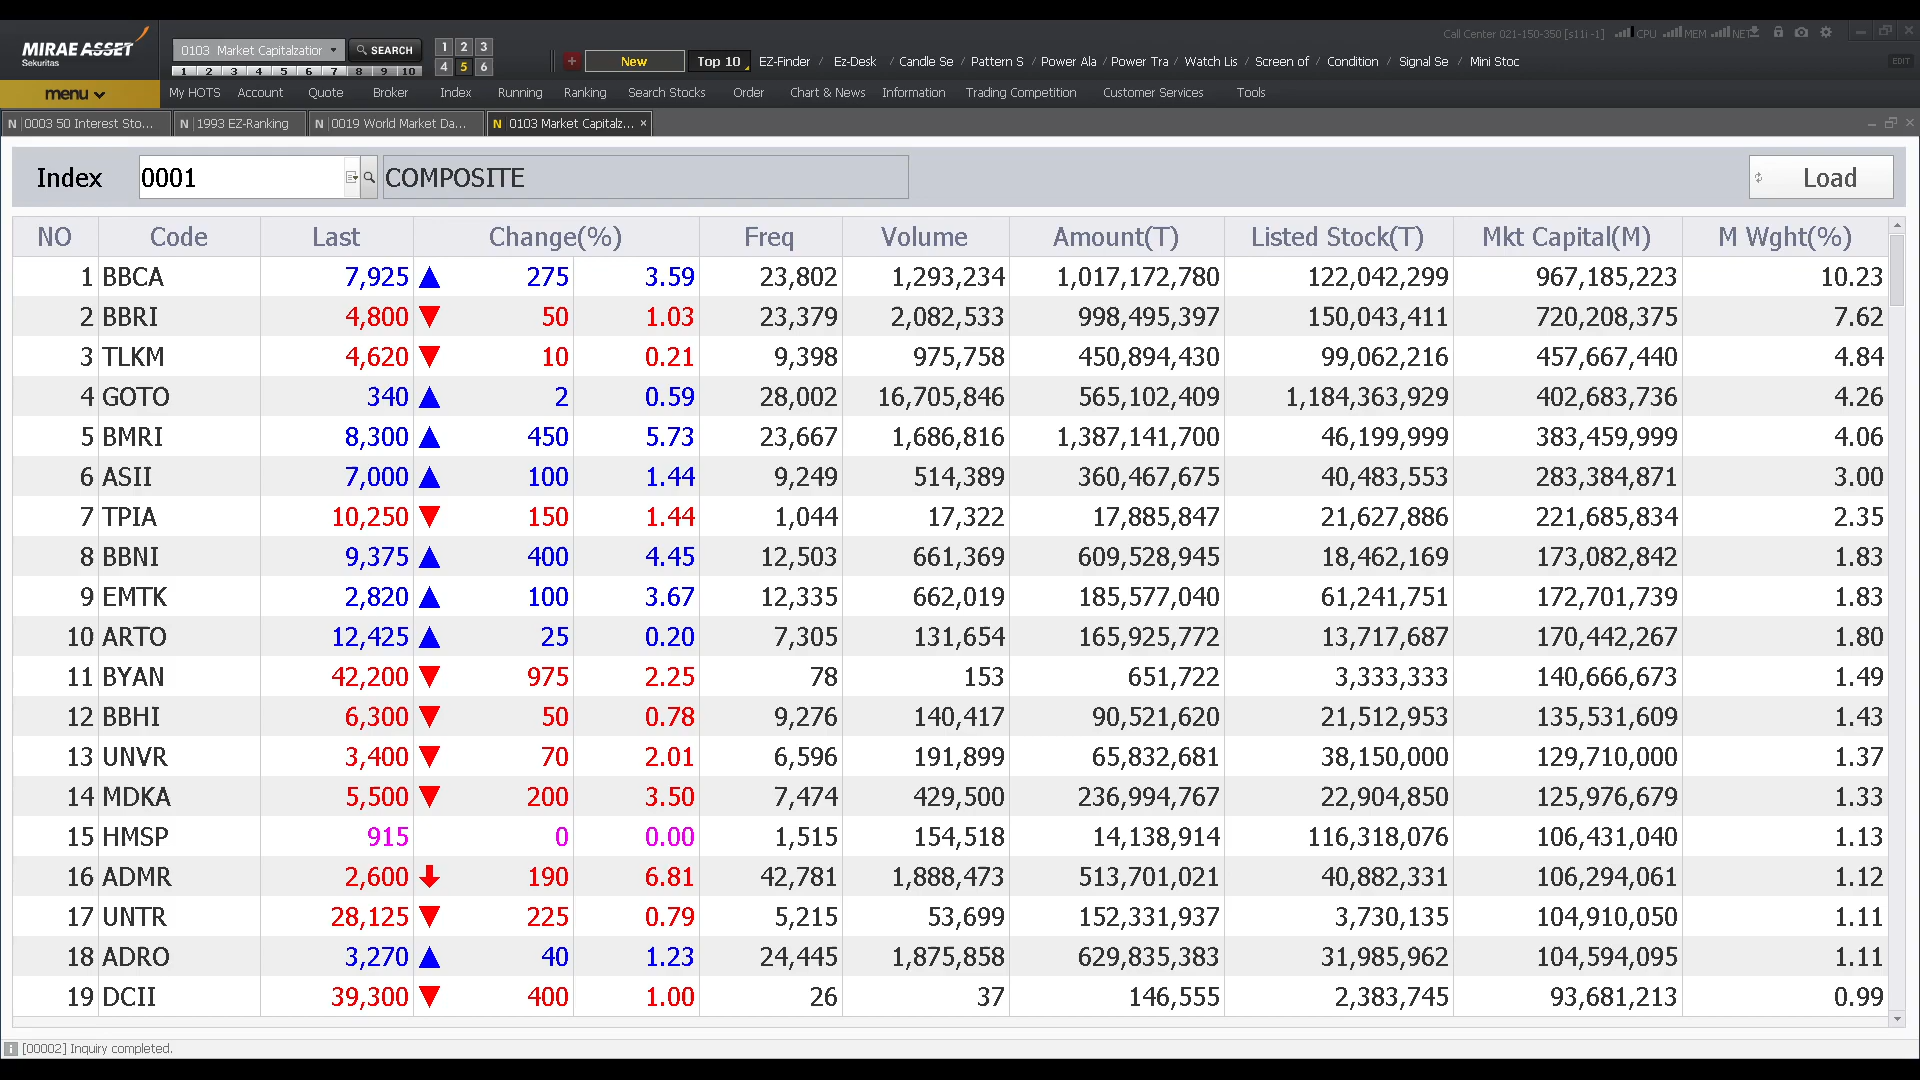 MIRAE ASSET
Sekuritas
0103 Market Capitalzatior
SEARCH
1 2 3
4 5 6
1 2 3 4 5 6 7 8 9 10
+ New
Top 10
EZ-Finder / Ez-Desk / Candle Se / Pattern S / Power Ala / Power Tra / Watch Lis / Screen of / Condition / Signal Se / Mini Stoc
Call Center 021-150-350 [s11i -1] CPU MEM NET
EDIT
menu
My HOTS Account Quote Broker Index Running Ranking Search Stocks Order Chart & News Information Trading Competition Customer Services Tools
N 0003 50 Interest Sto... N 1993 EZ-Ranking N 0019 World Market Da... N 0103 Market Capitalz... ×
Index 0001 COMPOSITE Load
NO Code Last Change(%) Freq Volume Amount(T) Listed Stock(T) Mkt Capital(M) M Wght(%)
1 BBCA 7,925 ▲ 275 3.59 23,802 1,293,234 1,017,172,780 122,042,299 967,185,223 10.23
2 BBRI 4,800 ▼ 50 1.03 23,379 2,082,533 998,495,397 150,043,411 720,208,375 7.62
3 TLKM 4,620 ▼ 10 0.21 9,398 975,758 450,894,430 99,062,216 457,667,440 4.84
4 GOTO 340 ▲ 2 0.59 28,002 16,705,846 565,102,409 1,184,363,929 402,683,736 4.26
5 BMRI 8,300 ▲ 450 5.73 23,667 1,686,816 1,387,141,700 46,199,999 383,459,999 4.06
6 ASII 7,000 ▲ 100 1.44 9,249 514,389 360,467,675 40,483,553 283,384,871 3.00
7 TPIA 10,250 ▼ 150 1.44 1,044 17,322 17,885,847 21,627,886 221,685,834 2.35
8 BBNI 9,375 ▲ 400 4.45 12,503 661,369 609,528,945 18,462,169 173,082,842 1.83
9 EMTK 2,820 ▲ 100 3.67 12,335 662,019 185,577,040 61,241,751 172,701,739 1.83
10 ARTO 12,425 ▲ 25 0.20 7,305 131,654 165,925,772 13,717,687 170,442,267 1.80
11 BYAN 42,200 ▼ 975 2.25 78 153 651,722 3,333,333 140,666,673 1.49
12 BBHI 6,300 ▼ 50 0.78 9,276 140,417 90,521,620 21,512,953 135,531,609 1.43
13 UNVR 3,400 ▼ 70 2.01 6,596 191,899 65,832,681 38,150,000 129,710,000 1.37
14 MDKA 5,500 ▼ 200 3.50 7,474 429,500 236,994,767 22,904,850 125,976,679 1.33
15 HMSP 915 0 0.00 1,515 154,518 14,138,914 116,318,076 106,431,040 1.13
16 ADMR 2,600 ↓ 190 6.81 42,781 1,888,473 513,701,021 40,882,331 106,294,061 1.12
17 UNTR 28,125 ▼ 225 0.79 5,215 53,699 152,331,937 3,730,135 104,910,050 1.11
18 ADRO 3,270 ▲ 40 1.23 24,445 1,875,858 629,835,383 31,985,962 104,594,095 1.11
19 DCII 39,300 ▼ 400 1.00 26 37 146,555 2,383,745 93,681,213 0.99
[00002] Inquiry completed.